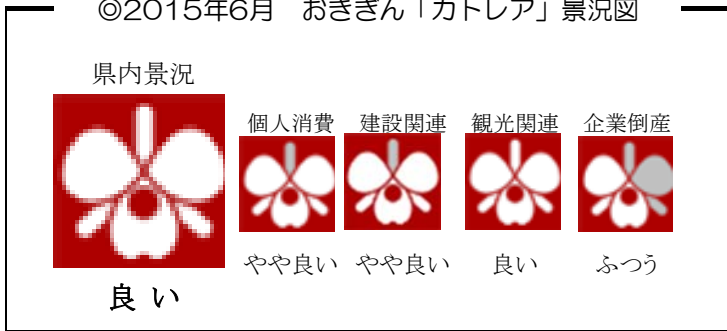 ◎2015年6月　おきぎん「カトレア」景況図
県内景況
個人消費　建設関連　観光関連　企業倒産
やや良い　やや良い　良い　ふつう
良 い